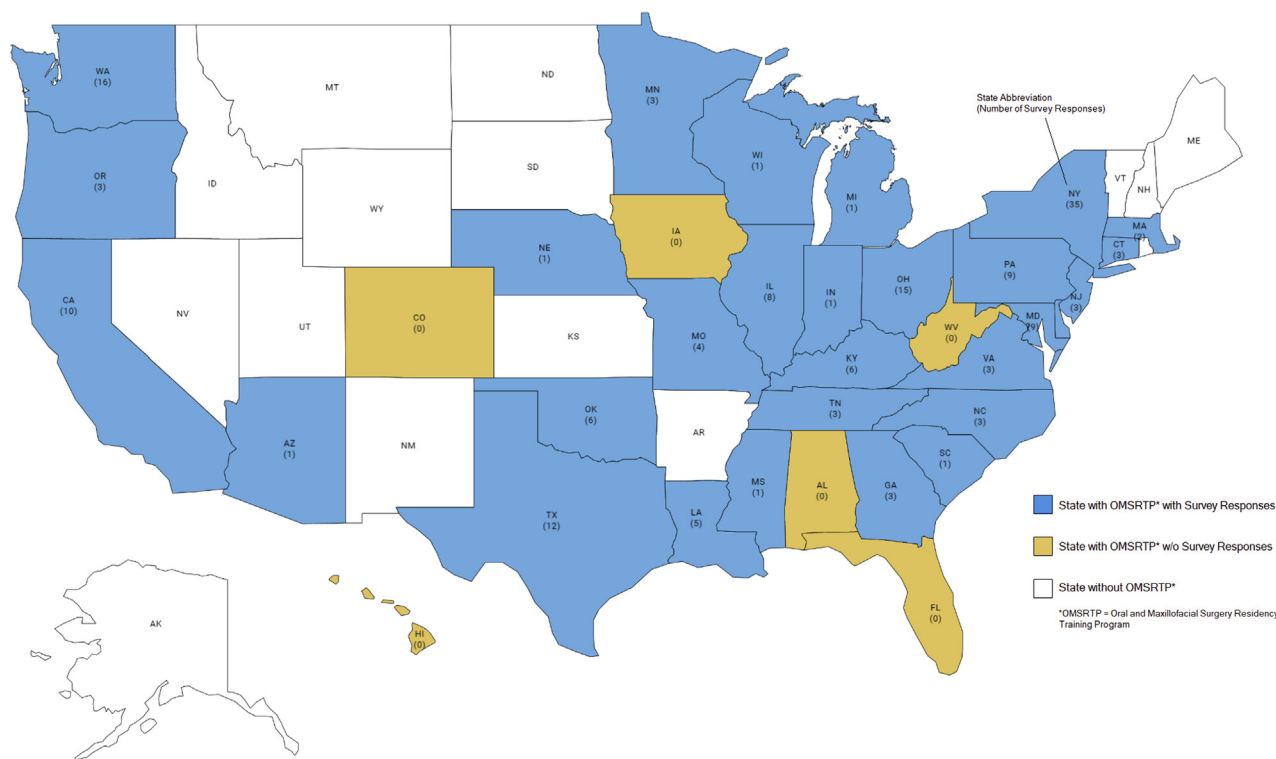 WA
(16)
MT
ND
MN
(3)
State Abbreviation
(Number of Survey Responses)
ME
OR
(3)
ID
SD
WI
(1)
VT
NH
WY
MI
(1)
NY
(35)
MA
(2)
IA
(0)
NE
(1)
CT
(3)
PA
(9)
CA
(10)
NV
UT
CO
(0)
KS
MO
(4)
IL
(8)
IN
(1)
OH
(15)
NJ
(3)
MD
(9)
WV
(0)
KY
(6)
VA
(3)
AZ
(1)
NM
OK
(6)
AR
TN
(3)
NC
(3)
SC
(1)
TX
(12)
LA
(5)
MS
(1)
AL
(0)
GA
(3)
FL
(0)
AK
HI
(0)
State with OMSRTP* with Survey Responses
State with OMSRTP* w/o Survey Responses
State without OMSRTP*
*OMSRTP = Oral and Maxillofacial Surgery Residency
Training Program